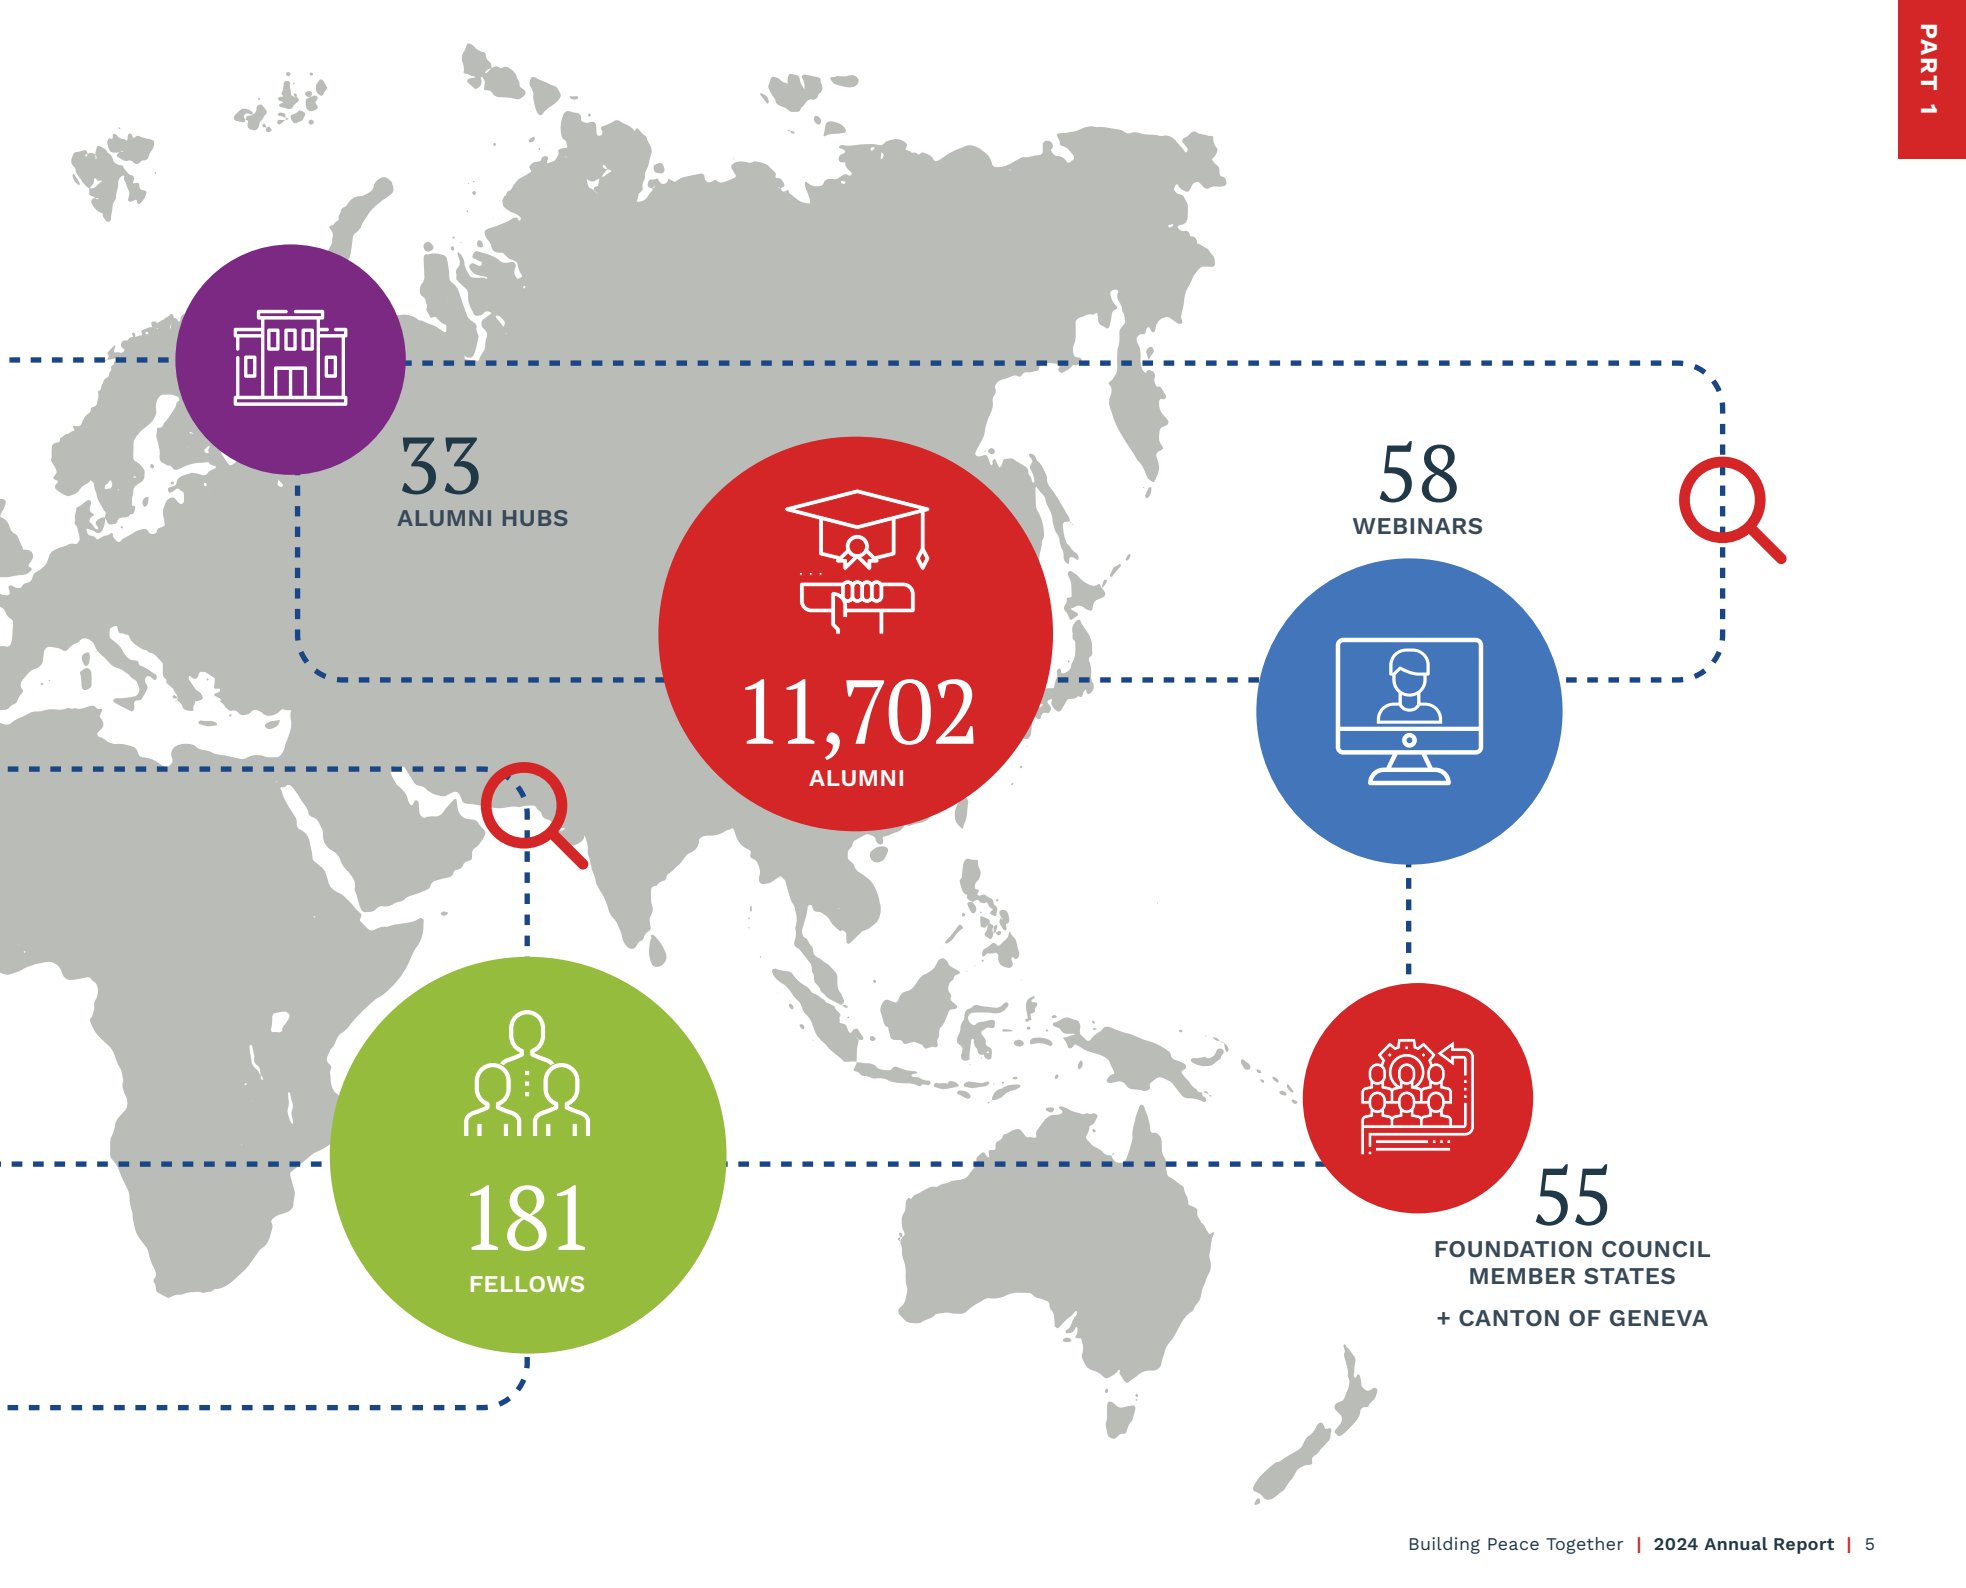 PART 1
33
ALUMNI HUBS
58
WEBINARS
11,702
ALUMNI
181
FELLOWS
55
FOUNDATION COUNCIL
MEMBER STATES
+ CANTON OF GENEVA
Building Peace Together | 2024 Annual Report | 5